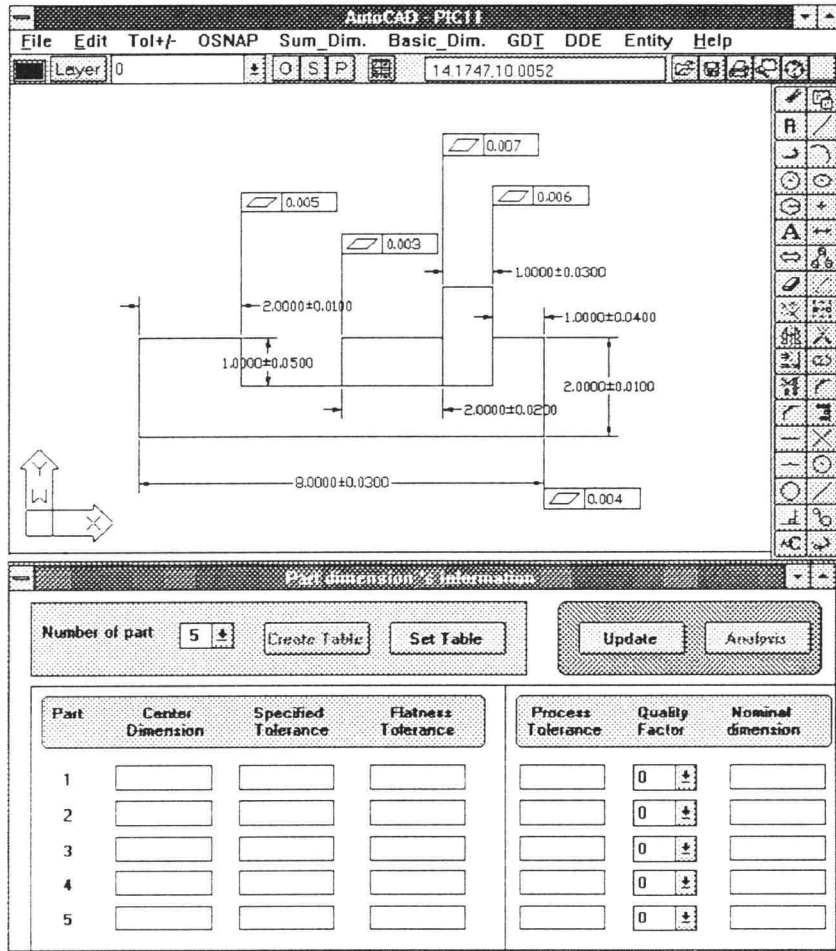 AutoCAD - PIC11
File Edit Tol+/- OSNAP Sum_Dim. Basic_Dim. GDT DDE Entity Help
Layer 0 O S P 14.1747,10.0052
0.007
0.005
0.006
0.003
1.0000±0.0300
2.0000±0.0100
1.0000±0.0400
1.0000±0.0500
2.0000±0.0100
2.0000±0.0200
8.0000±0.0300
0.004
Y
W
X
R
A
Part dimension's Information
Number of part 5 Create Table Set Table Update Analysis
Part Center Dimension Specified Tolerance Flatness Tolerance Process Tolerance Quality Factor Nominal dimension
1 0
2 0
3 0
4 0
5 0